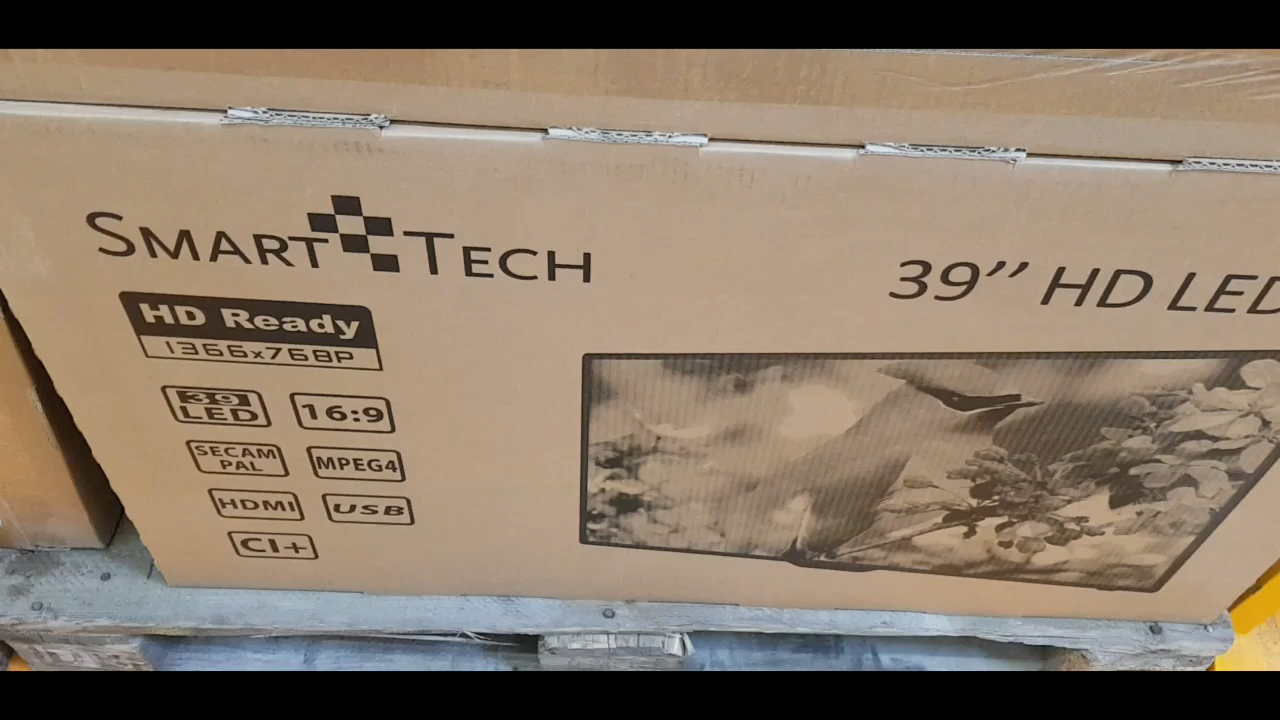 SMART TECH
39’’ HD LED
HD Ready
1366x768P
39
LED
16:9
SECAM
PAL
MPEG4
HDMI
USB
CI+